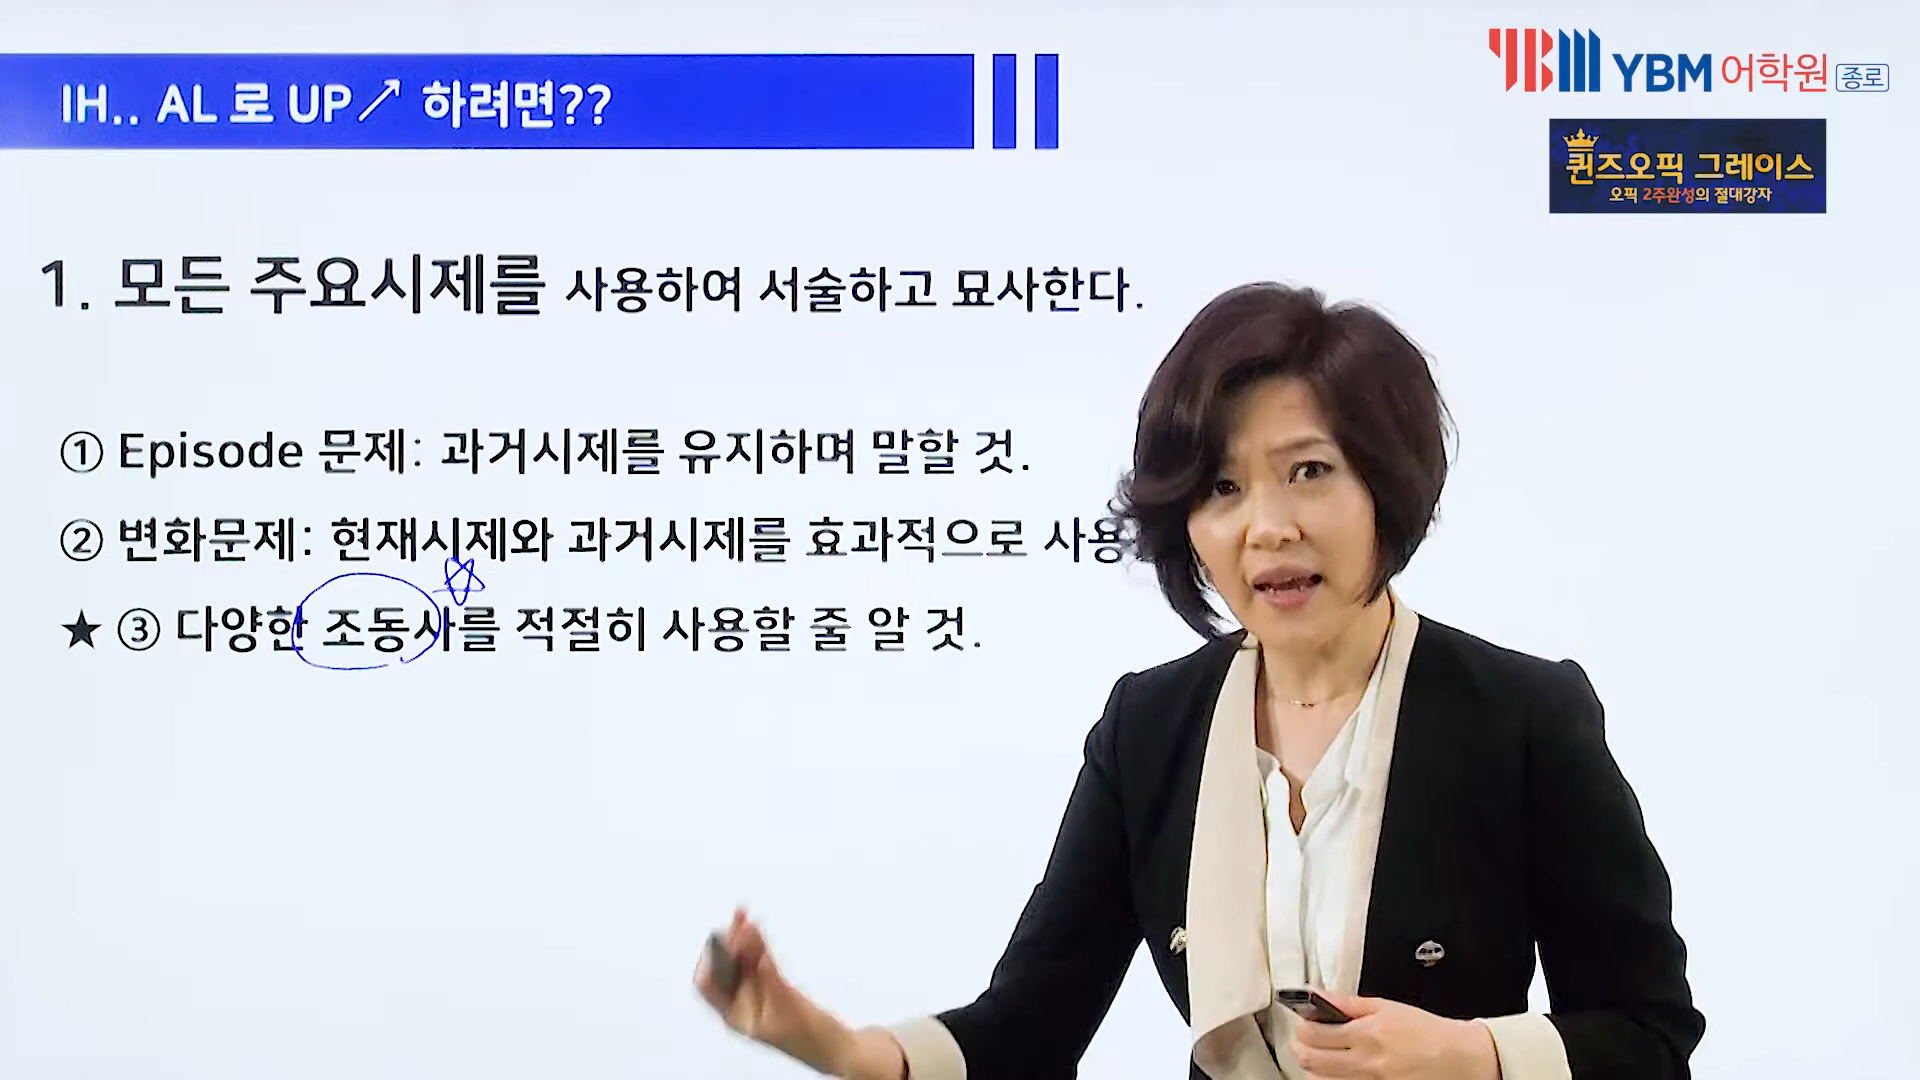 IH.. AL 로 UP↗ 하려면??
YBM YBM 어학원 종로
퀸즈오픽 그레이스
오픽 2주완성의 절대강자
1. 모든 주요시제를 사용하여 서술하고 묘사한다.
① Episode 문제: 과거시제를 유지하며 말할 것.
② 변화문제: 현재시제와 과거시제를 효과적으로 사용
★ ③ 다양한 조동사를 적절히 사용할 줄 알 것.